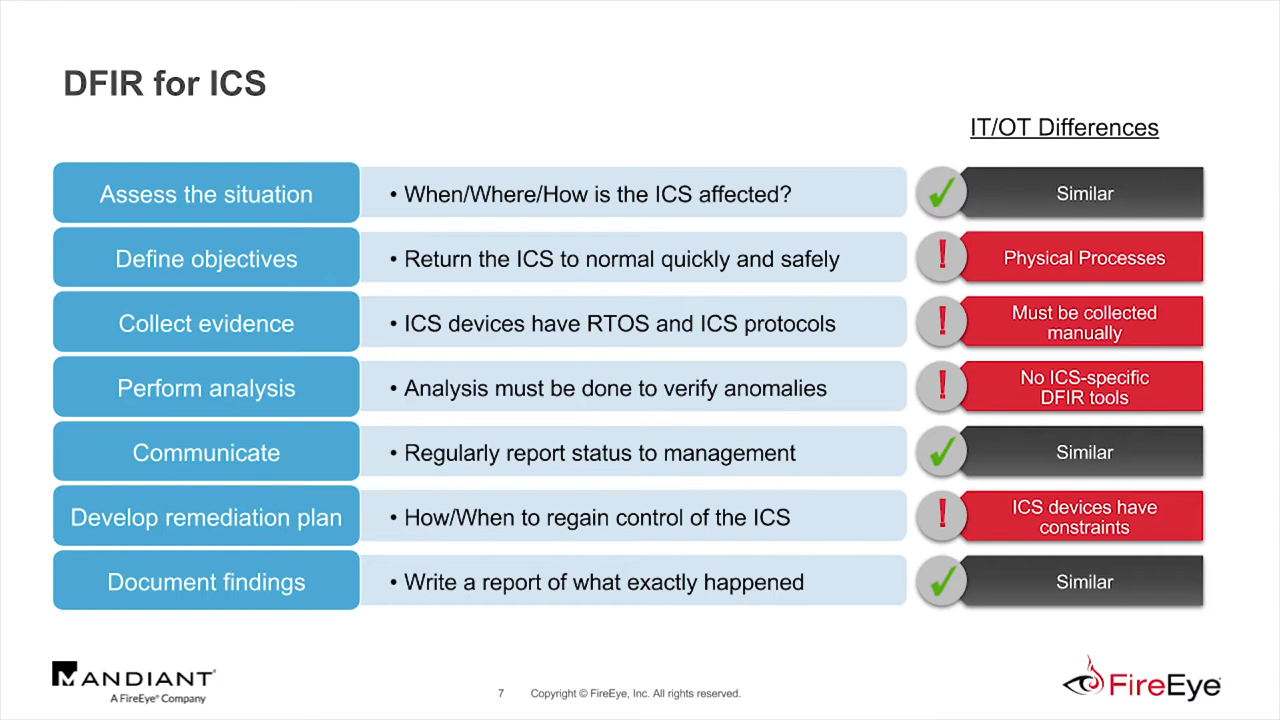 DFIR for ICS
IT/OT Differences
Assess the situation
• When/Where/How is the ICS affected?
Similar
Define objectives
• Return the ICS to normal quickly and safely
Physical Processes
Collect evidence
• ICS devices have RTOS and ICS protocols
Must be collected
manually
Perform analysis
• Analysis must be done to verify anomalies
No ICS-specific
DFIR tools
Communicate
• Regularly report status to management
Similar
Develop remediation plan
• How/When to regain control of the ICS
ICS devices have
constraints
Document findings
• Write a report of what exactly happened
Similar
MANDIANT
A FireEye® Company
7
Copyright © FireEye, Inc. All rights reserved.
FireEye